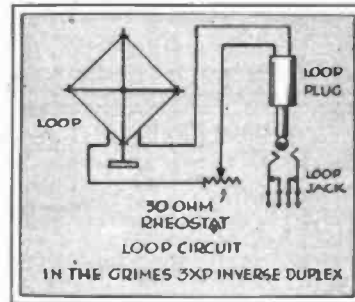 LOOP
LOOP
PLUG
LOOP
JACK
30 OHM
RHEOSTAT
LOOP CIRCUIT
IN THE GRIMES 3XP INVERSE DUPLEX